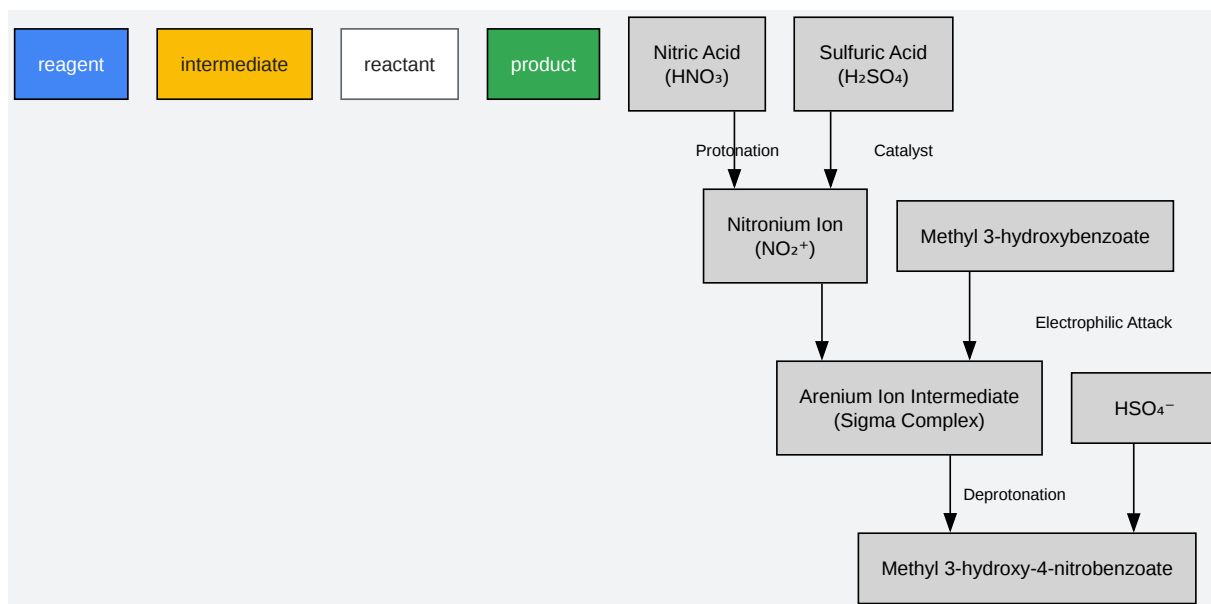 reagent
intermediate
reactant
product
Nitric Acid
(HNO₃)
Sulfuric Acid
(H₂SO₄)
Protonation
Catalyst
Nitronium Ion
(NO₂⁺)
Methyl 3-hydroxybenzoate
Electrophilic Attack
Arenium Ion Intermediate
(Sigma Complex)
HSO₄⁻
Deprotonation
Methyl 3-hydroxy-4-nitrobenzoate